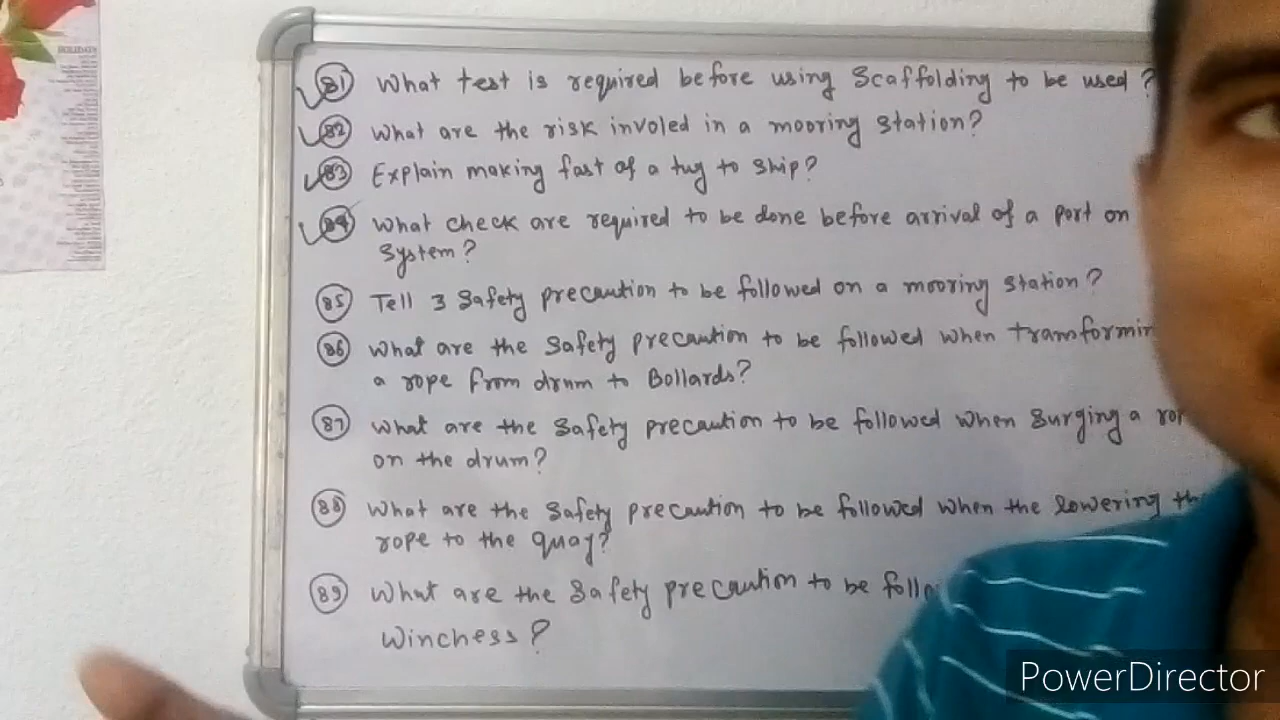 HOLIDAYS
81 What test is required before using Scaffolding to be used?
82 What are the risk involed in a mooring station?
83 Explain making fast of a tug to ship?
84 What check are required to be done before arrival of a port on
System?
85 Tell 3 Safety precaution to be followed on a mooring station?
86 What are the Safety precaution to be followed when transformin
a rope from drum to Bollards?
87 What are the Safety precaution to be followed when Surging a
on the drum?
88 What are the Safety precaution to be followed when the lowering
rope to the quay?
89 What are the Safety precaution to be
Winchess?
PowerDirector